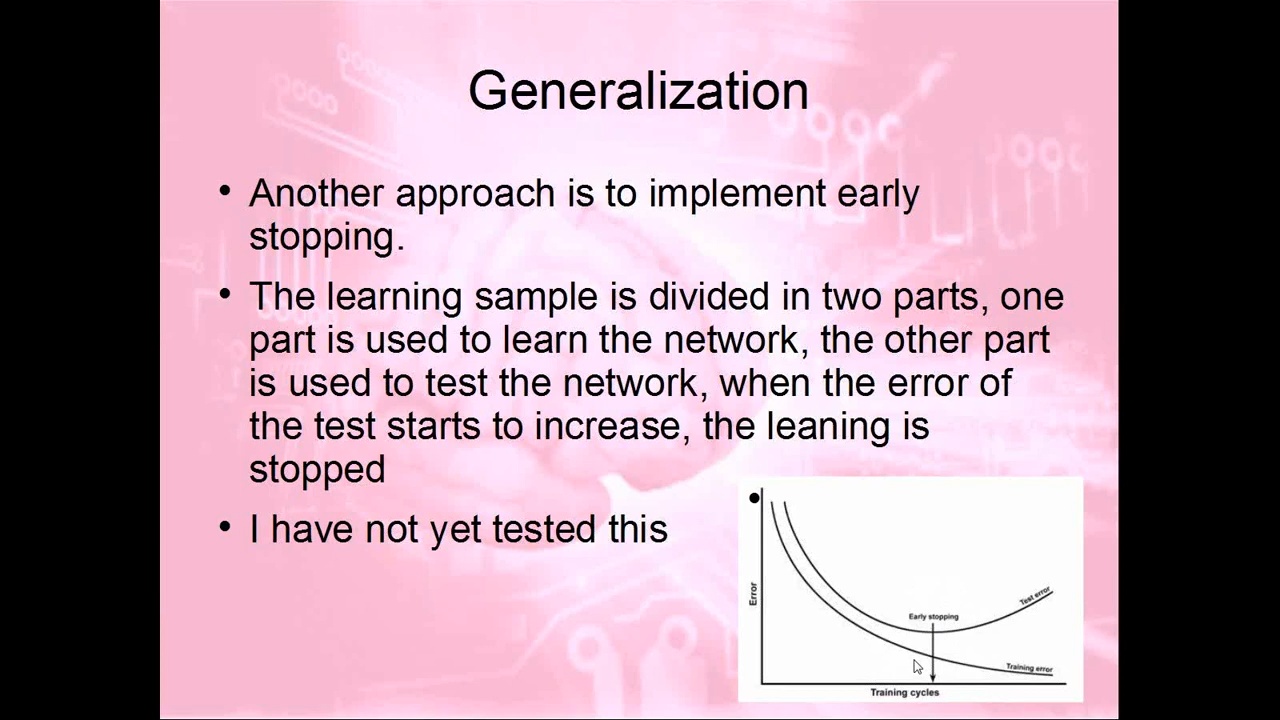 Generalization
• Another approach is to implement early
stopping.
• The learning sample is divided in two parts, one
part is used to learn the network, the other part
is used to test the network, when the error of
the test starts to increase, the leaning is
stopped
• I have not yet tested this
Error
Early stopping
Test error
Training error
Training cycles